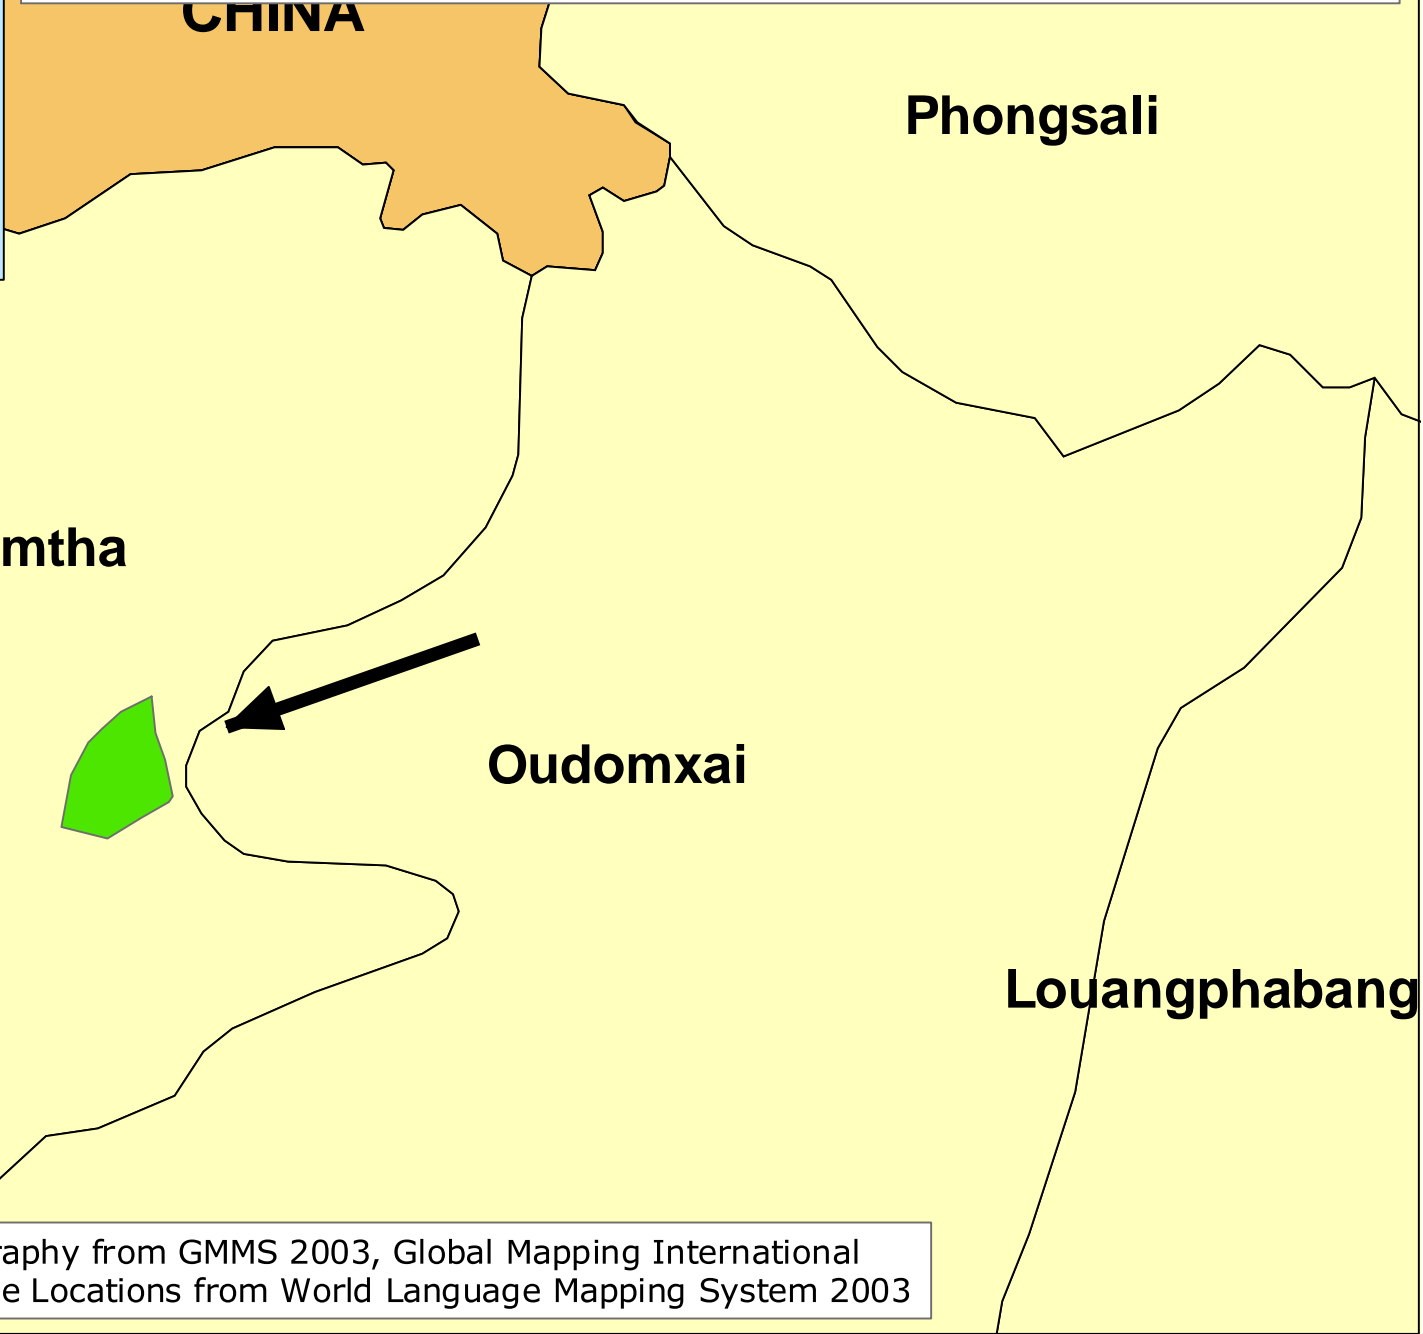 CHINA
Phongsali
mtha
Oudomxai
Louangphabang
raphy from GMMS 2003, Global Mapping International
e Locations from World Language Mapping System 2003